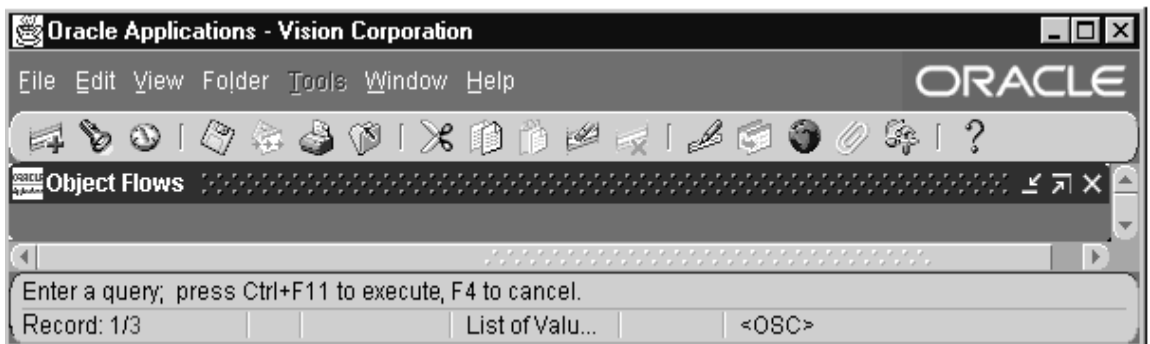 Oracle Applications - Vision Corporation
File Edit View Folder Tools Window Help
ORACLE
?
Object Flows
Enter a query; press Ctrl+F11 to execute, F4 to cancel.
Record: 1/3 List of Valu... <OSC>